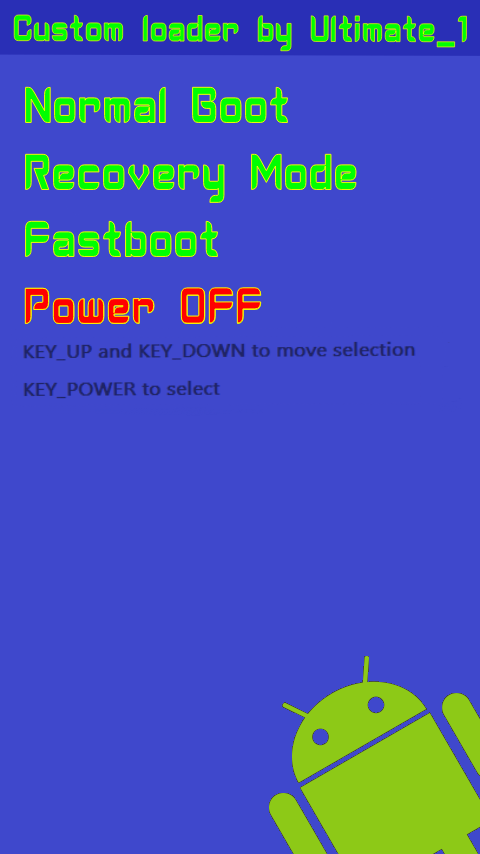 Custom loader by Ultimate_1
Normal Boot
Recovery Mode
Fastboot
Power OFF
KEY_UP and KEY_DOWN to move selection
KEY_POWER to select